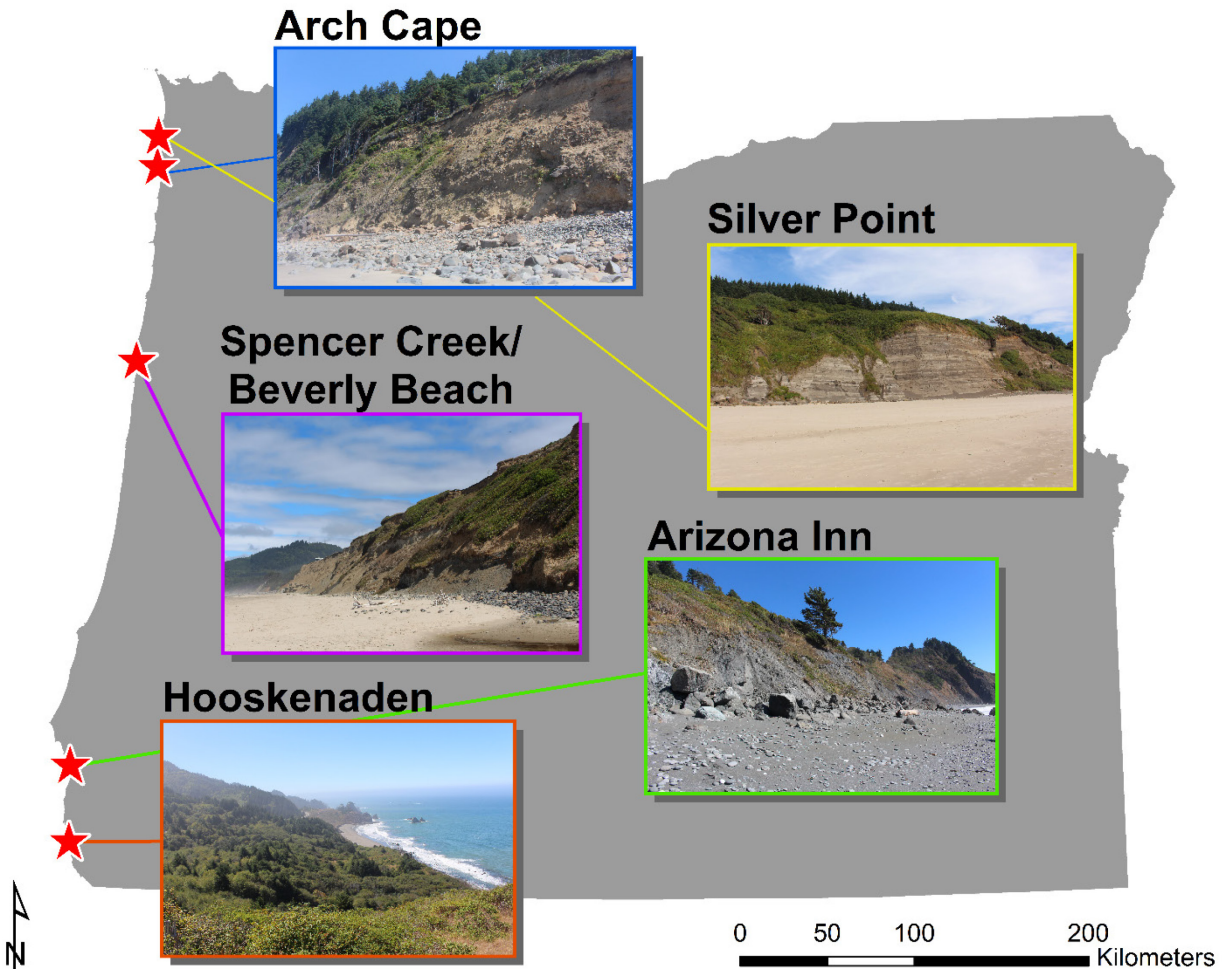 Arch Cape
Silver Point
Spencer Creek/
Beverly Beach
Arizona Inn
Hooskenaden
N
0 50 100 200
Kilometers